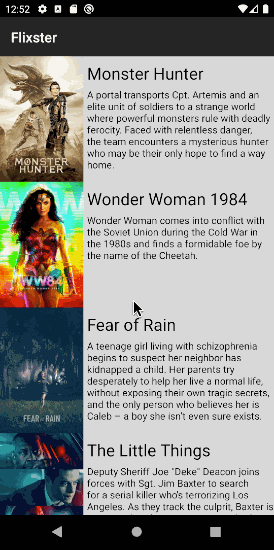 12:52
Flixster
Monster Hunter
A portal transports Cpt. Artemis and an
elite unit of soldiers to a strange world
where powerful monsters rule with deadly
ferocity. Faced with relentless danger,
the team encounters a mysterious hunter
who may be their only hope to find a way
home.
MONSTER
HUNTER
Wonder Woman 1984
Wonder Woman comes into conflict with
the Soviet Union during the Cold War in
the 1980s and finds a formidable foe by
the name of the Cheetah.
WW84
Fear of Rain
A teenage girl living with schizophrenia
begins to suspect her neighbor has
kidnapped a child. Her parents try
desperately to help her live a normal life,
without exposing their own tragic secrets,
and the only person who believes her is
Caleb – a boy she isn't even sure exists.
FEAR OF RAIN
The Little Things
Deputy Sheriff Joe "Deke" Deacon joins
forces with Sgt. Jim Baxter to search
for a serial killer who's terrorizing Los
Angeles. As they track the culprit, Baxter is